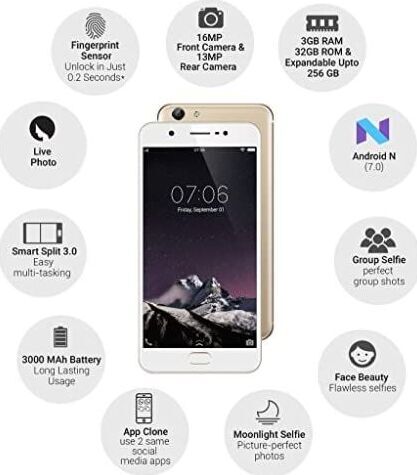 Fingerprint
Sensor
Unlock in Just
0.2 Seconds*
16MP
Front Camera &
13MP
Rear Camera
3GB RAM
32GB ROM &
Expandable Upto
256 GB
Live
Photo
07:06
Friday, September 01
Android N
(7.0)
Smart Split 3.0
Easy
multi-tasking
Group Selfie
perfect
group shots
3000 MAh Battery
Long Lasting
Usage
Face Beauty
Flawless selfies
App Clone
use 2 same
social
media apps
Moonlight Selfie
Picture-perfect
photos